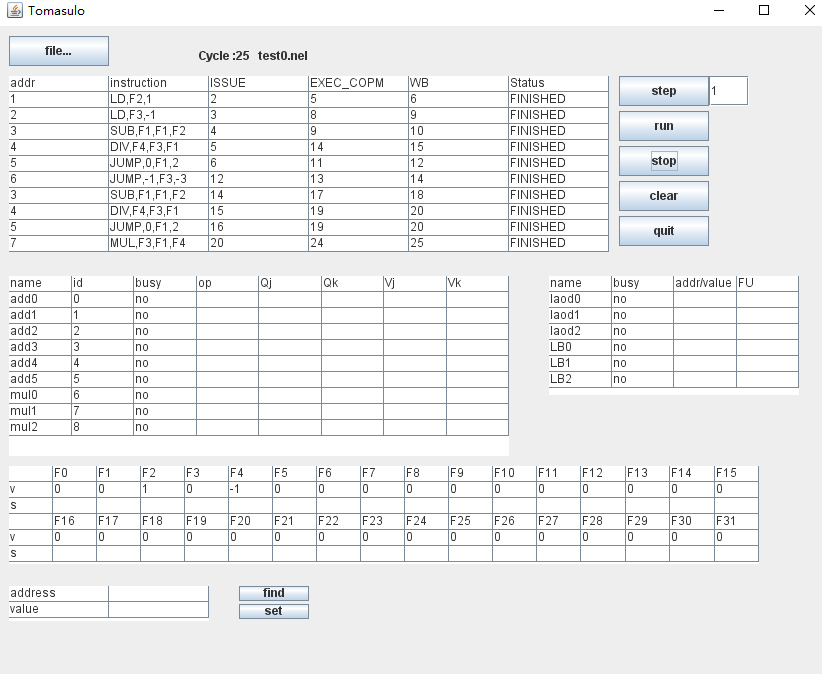 Tomasulo
file...
Cycle :25 test0.nel
addr instruction ISSUE EXEC_COPM WB Status
1 LD,F2,1 2 5 6 FINISHED
2 LD,F3,-1 3 8 9 FINISHED
3 SUB,F1,F1,F2 4 9 10 FINISHED
4 DIV,F4,F3,F1 5 14 15 FINISHED
5 JUMP,0,F1,2 6 11 12 FINISHED
6 JUMP,-1,F3,-3 12 13 14 FINISHED
3 SUB,F1,F1,F2 14 17 18 FINISHED
4 DIV,F4,F3,F1 15 19 20 FINISHED
5 JUMP,0,F1,2 16 19 20 FINISHED
7 MUL,F3,F1,F4 20 24 25 FINISHED
step 1
run
stop
clear
quit
name id busy op Qj Qk Vj Vk
add0 0 no
add1 1 no
add2 2 no
add3 3 no
add4 4 no
add5 5 no
mul0 6 no
mul1 7 no
mul2 8 no
name busy addr/value FU
laod0 no
laod1 no
laod2 no
LB0 no
LB1 no
LB2 no
F0 F1 F2 F3 F4 F5 F6 F7 F8 F9 F10 F11 F12 F13 F14 F15
v 0 0 1 0 -1 0 0 0 0 0 0 0 0 0 0 0
s
F16 F17 F18 F19 F20 F21 F22 F23 F24 F25 F26 F27 F28 F29 F30 F31
v 0 0 0 0 0 0 0 0 0 0 0 0 0 0 0 0
s
address
value
find
set